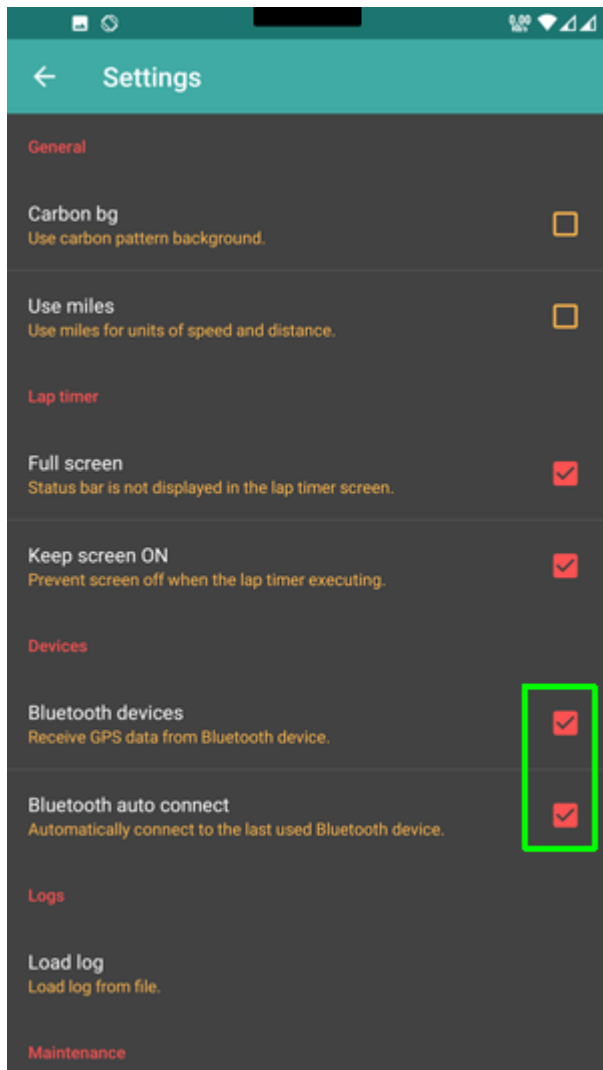 Settings
General
Carbon bg
Use carbon pattern background.
Use miles
Use miles for units of speed and distance.
Lap timer
Full screen
Status bar is not displayed in the lap timer screen.
Keep screen ON
Prevent screen off when the lap timer executing.
Devices
Bluetooth devices
Receive GPS data from Bluetooth device.
Bluetooth auto connect
Automatically connect to the last used Bluetooth device.
Logs
Load log
Load log from file.
Maintenance